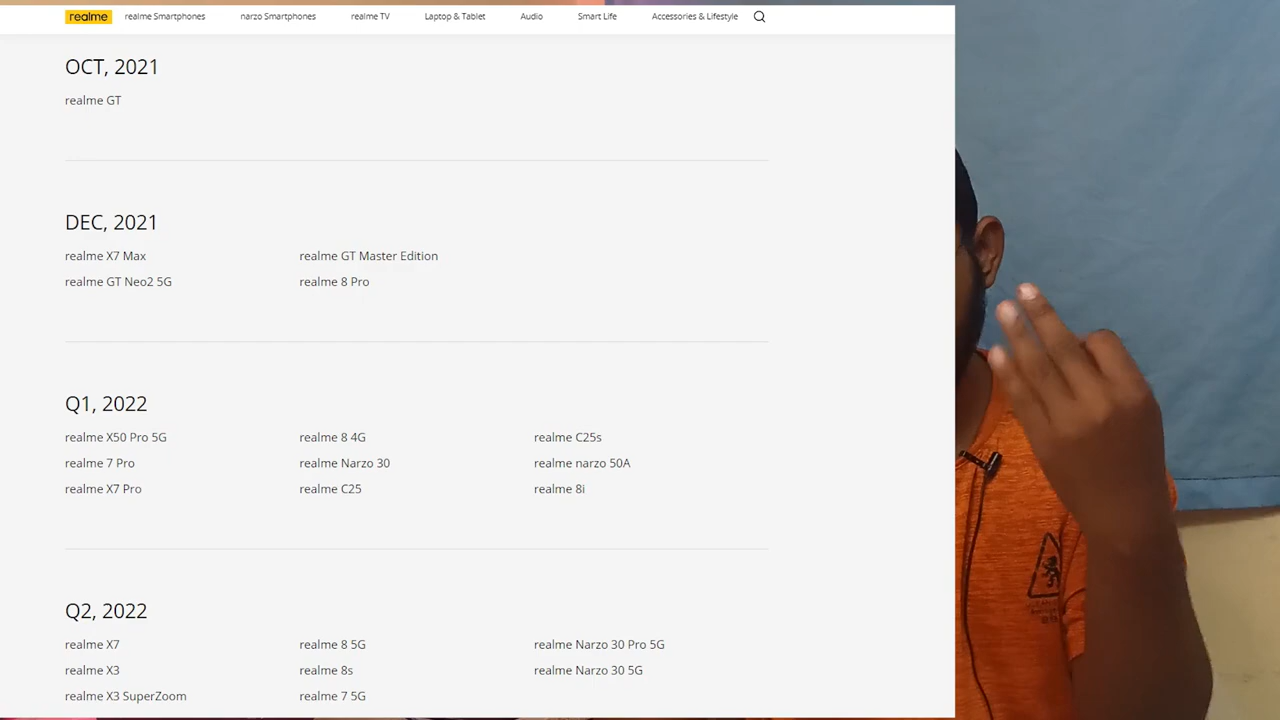 realme realme Smartphones narzo Smartphones realme TV Laptop & Tablet Audio Smart Life Accessories & Lifestyle
OCT, 2021
realme GT
DEC, 2021
realme X7 Max realme GT Master Edition
realme GT Neo2 5G realme 8 Pro
Q1, 2022
realme X50 Pro 5G realme 8 4G realme C25s
realme 7 Pro realme Narzo 30 realme narzo 50A
realme X7 Pro realme C25 realme 8i
Q2, 2022
realme X7 realme 8 5G realme Narzo 30 Pro 5G
realme X3 realme 8s realme Narzo 30 5G
realme X3 SuperZoom realme 7 5G